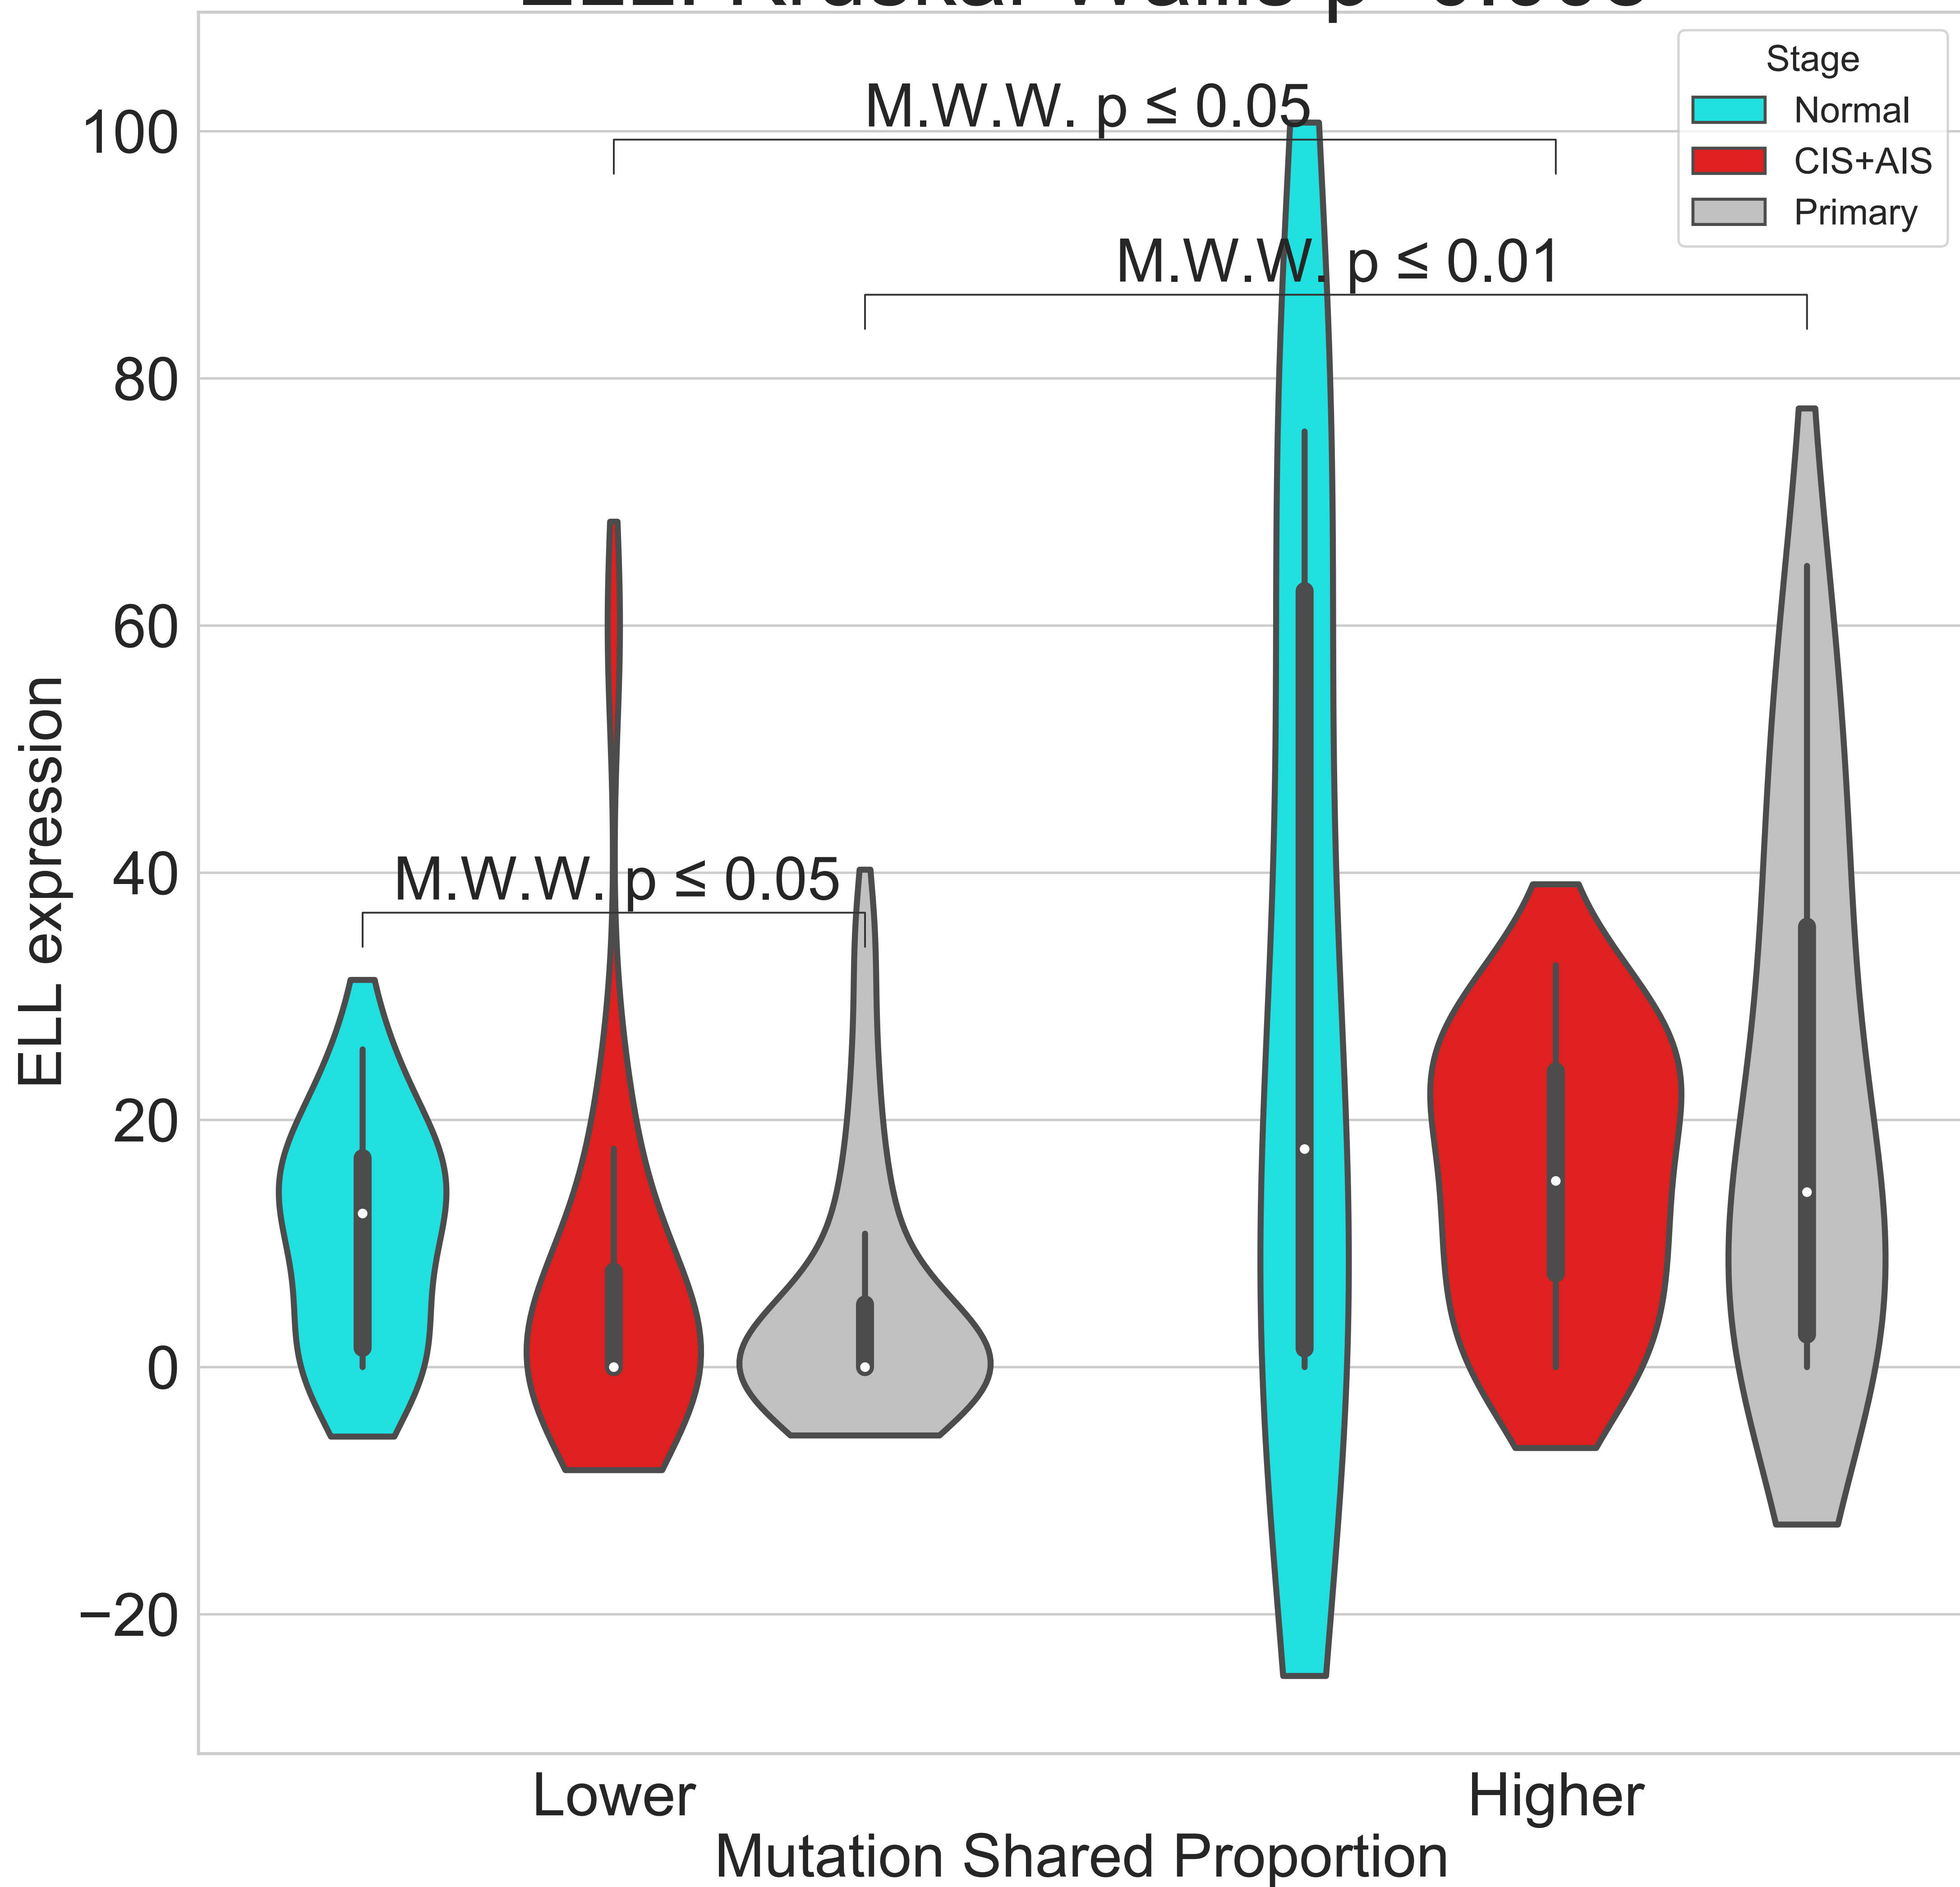 Stage
Normal
CIS+AIS
Primary
M.W.W. p ≤ 0.05
M.W.W. p ≤ 0.01
M.W.W. p ≤ 0.05
100
80
60
40
20
0
−20
ELL expression
Lower
Higher
Mutation Shared Proportion